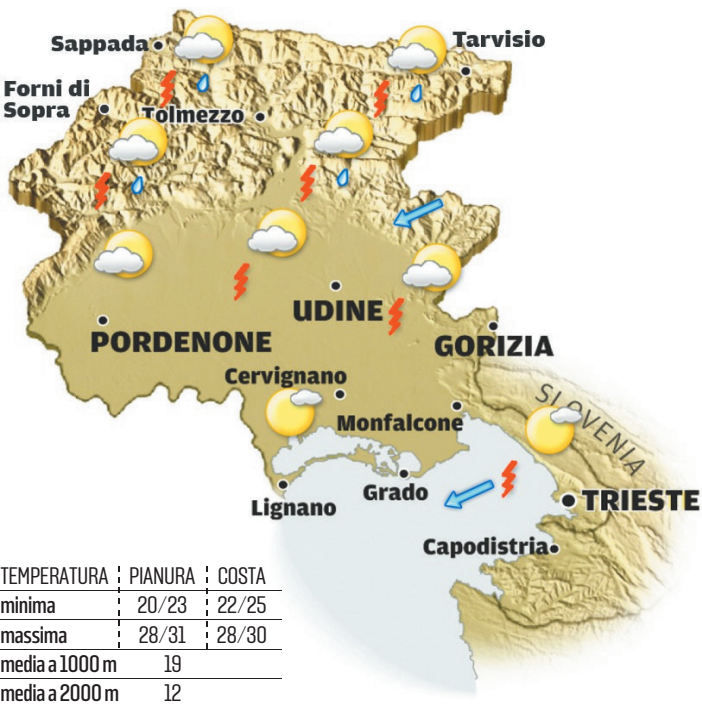 Sappada
Tarvisio
Forni di
Sopra
Tolmezzo
UDINE
PORDENONE
GORIZIA
Cervignano
SLOVENIA
Monfalcone
Grado
Lignano
TRIESTE
Capodistria
TEMPERATURA PIANURA COSTA
minima 20/23 22/25
massima 28/31 28/30
media a 1000 m 19
media a 2000 m 12